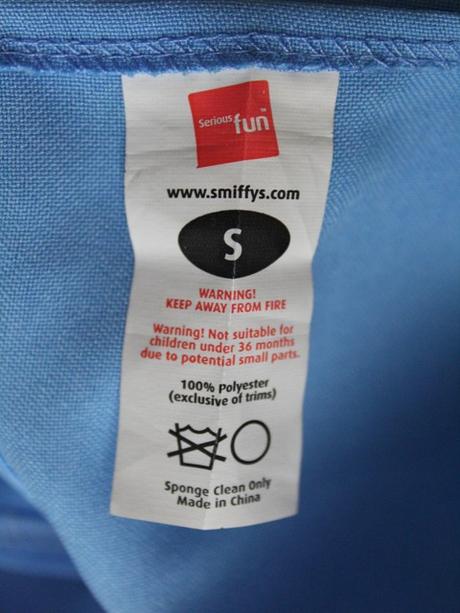 Serious fun™
www.smiffys.com
S
WARNING!
KEEP AWAY FROM FIRE
Warning! Not suitable for
children under 36 months
due to potential small parts.
100% Polyester
(exclusive of trims)
Sponge Clean Only
Made in China